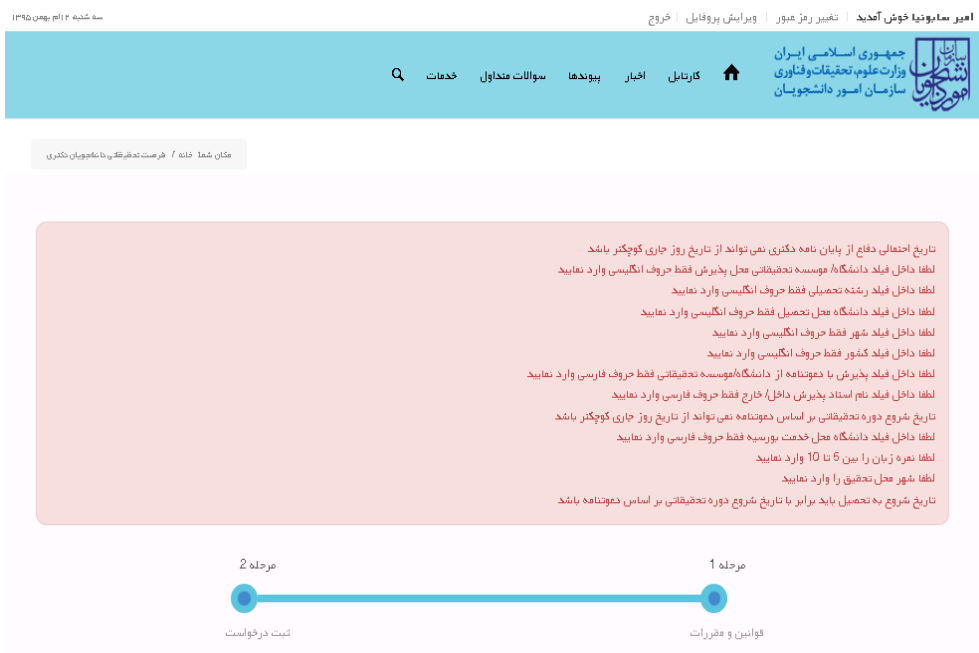 امیر سابونیا خوش آمدید | تغییر رمز عبور | ویرایش پروفایل | خروج
سه شنبه ۱۲ام بهمن ۱۳۹۵
جمهوری اسلامی ایران
وزارت علوم، تحقیقات و فناوری
سازمان امور دانشجویان
کارتابل اخبار پیوندها سوالات متداول خدمات
مکان شما: خانه / فرصت تحقیقاتی دانشجویان دکتری
تاریخ احتمالی دفاع از پایان نامه دکتری نمی تواند از تاریخ روز جاری کوچکتر باشد
لطفا داخل فیلد دانشگاه/ موسسه تحقیقاتی محل پذیرش فقط حروف انگلیسی وارد نمایید
لطفا داخل فیلد رشته تحصیلی فقط حروف انگلیسی وارد نمایید
لطفا داخل فیلد دانشگاه محل تحصیل فقط حروف انگلیسی وارد نمایید
لطفا داخل فیلد شهر فقط حروف انگلیسی وارد نمایید
لطفا داخل فیلد کشور فقط حروف انگلیسی وارد نمایید
لطفا داخل فیلد پذیرش با دعوتنامه از دانشگاه/موسسه تحقیقاتی فقط حروف فارسی وارد نمایید
لطفا داخل فیلد نام استاد پذیرش داخل/ خارج فقط حروف فارسی وارد نمایید
تاریخ شروع دوره تحقیقاتی بر اساس دعوتنامه نمی تواند از تاریخ روز جاری کوچکتر باشد
لطفا داخل فیلد دانشگاه محل خدمت بورسیه فقط حروف فارسی وارد نمایید
لطفا نمره زبان را بین 5 تا 10 وارد نمایید
لطفا شهر محل تحقیق را وارد نمایید
تاریخ شروع به تحصیل باید برابر با تاریخ شروع دوره تحقیقاتی بر اساس دعوتنامه باشد
مرحله 1
مرحله 2
قوانین و مقررات
ثبت درخواست